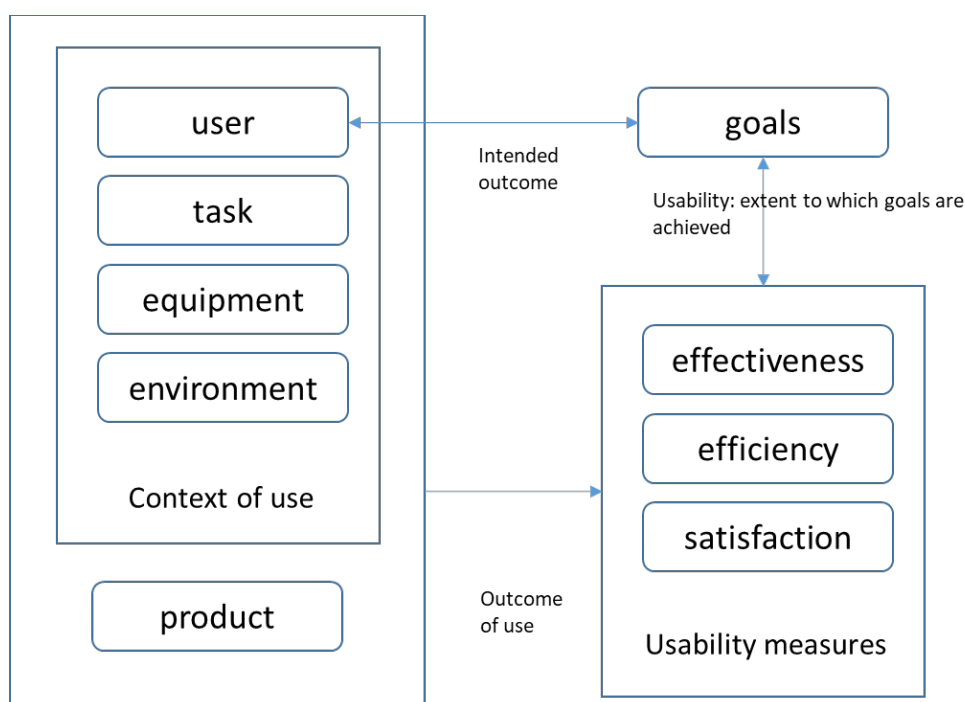 user
goals
Intended
outcome
Usability: extent to which goals are
achieved
task
equipment
environment
Context of use
product
effectiveness
efficiency
satisfaction
Outcome
of use
Usability measures